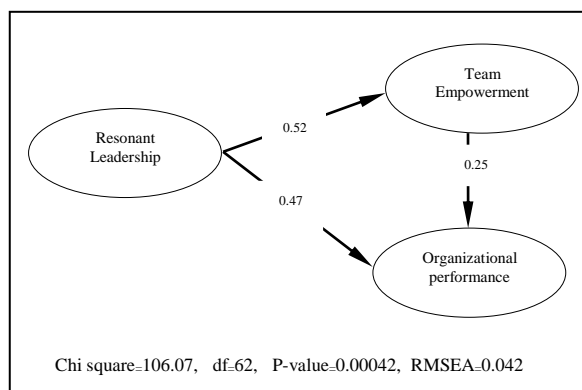 Team
Empowerment
Resonant
Leadership
0.52
0.25
0.47
Organizational
performance
Chi square=106.07, df=62, P-value=0.00042, RMSEA=0.042